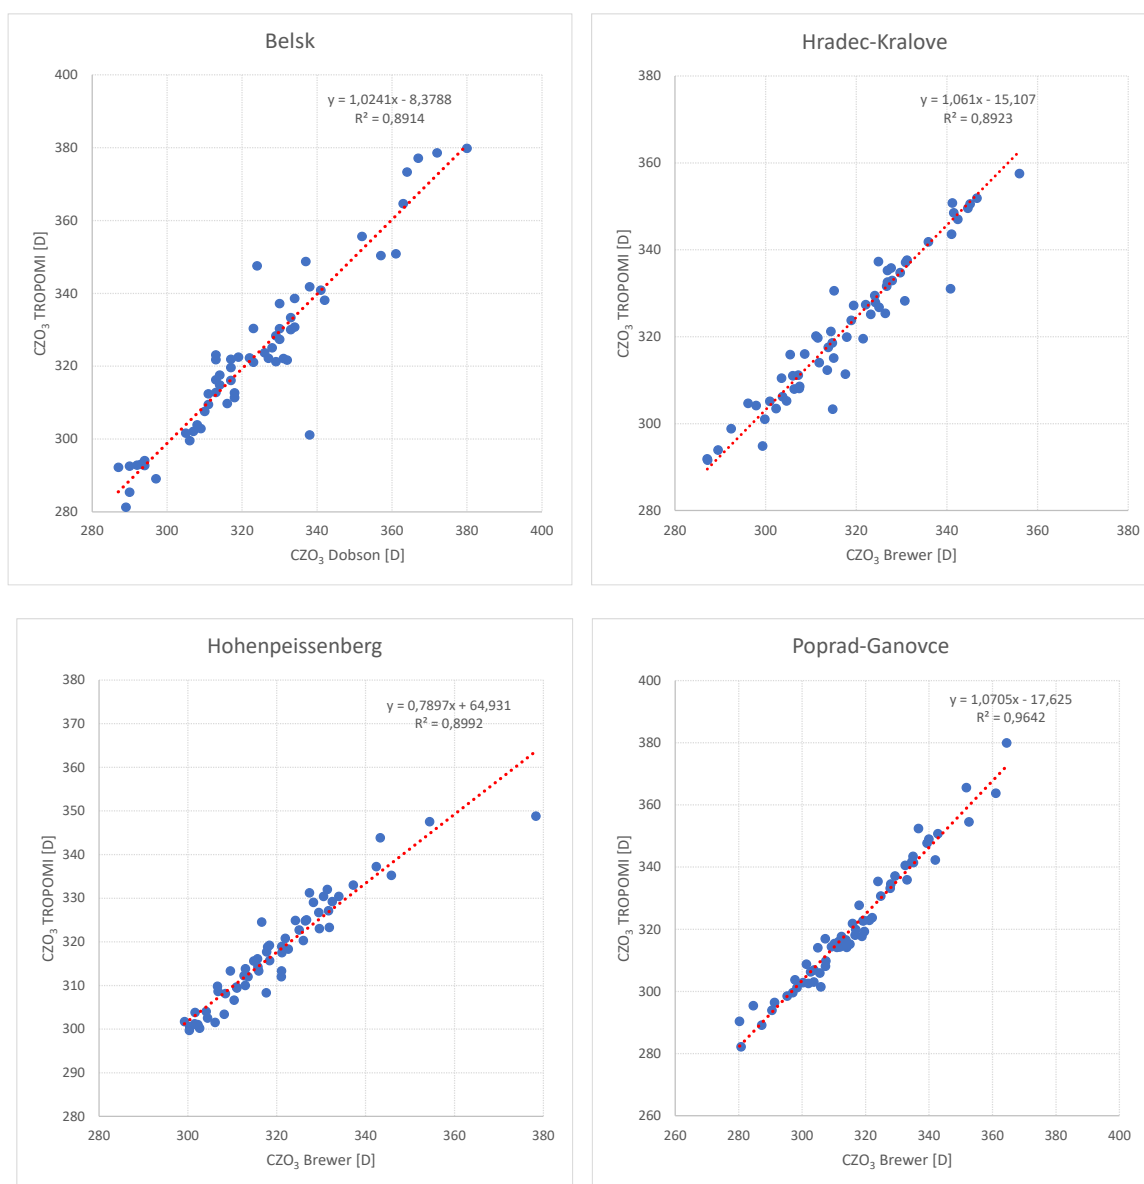 Belsk
y = 1,0241x - 8,3788
R² = 0,8914
400
380
360
340
320
300
280
280 300 320 340 360 380 400
CZO₃ TROPOMI [D]
CZO₃ Dobson [D]
Hradec-Kralove
y = 1,061x - 15,107
R² = 0,8923
380
360
340
320
300
280
280 300 320 340 360 380
CZO₃ TROPOMI [D]
CZO₃ Brewer [D]
Hohenpeissenberg
y = 0,7897x + 64,931
R² = 0,8992
380
370
360
350
340
330
320
310
300
290
280
280 300 320 340 360 380
CZO₃ TROPOMI [D]
CZO₃ Brewer [D]
Poprad-Ganovce
y = 1,0705x - 17,625
R² = 0,9642
400
380
360
340
320
300
280
260
260 280 300 320 340 360 380 400
CZO₃ TROPOMI [D]
CZO₃ Brewer [D]